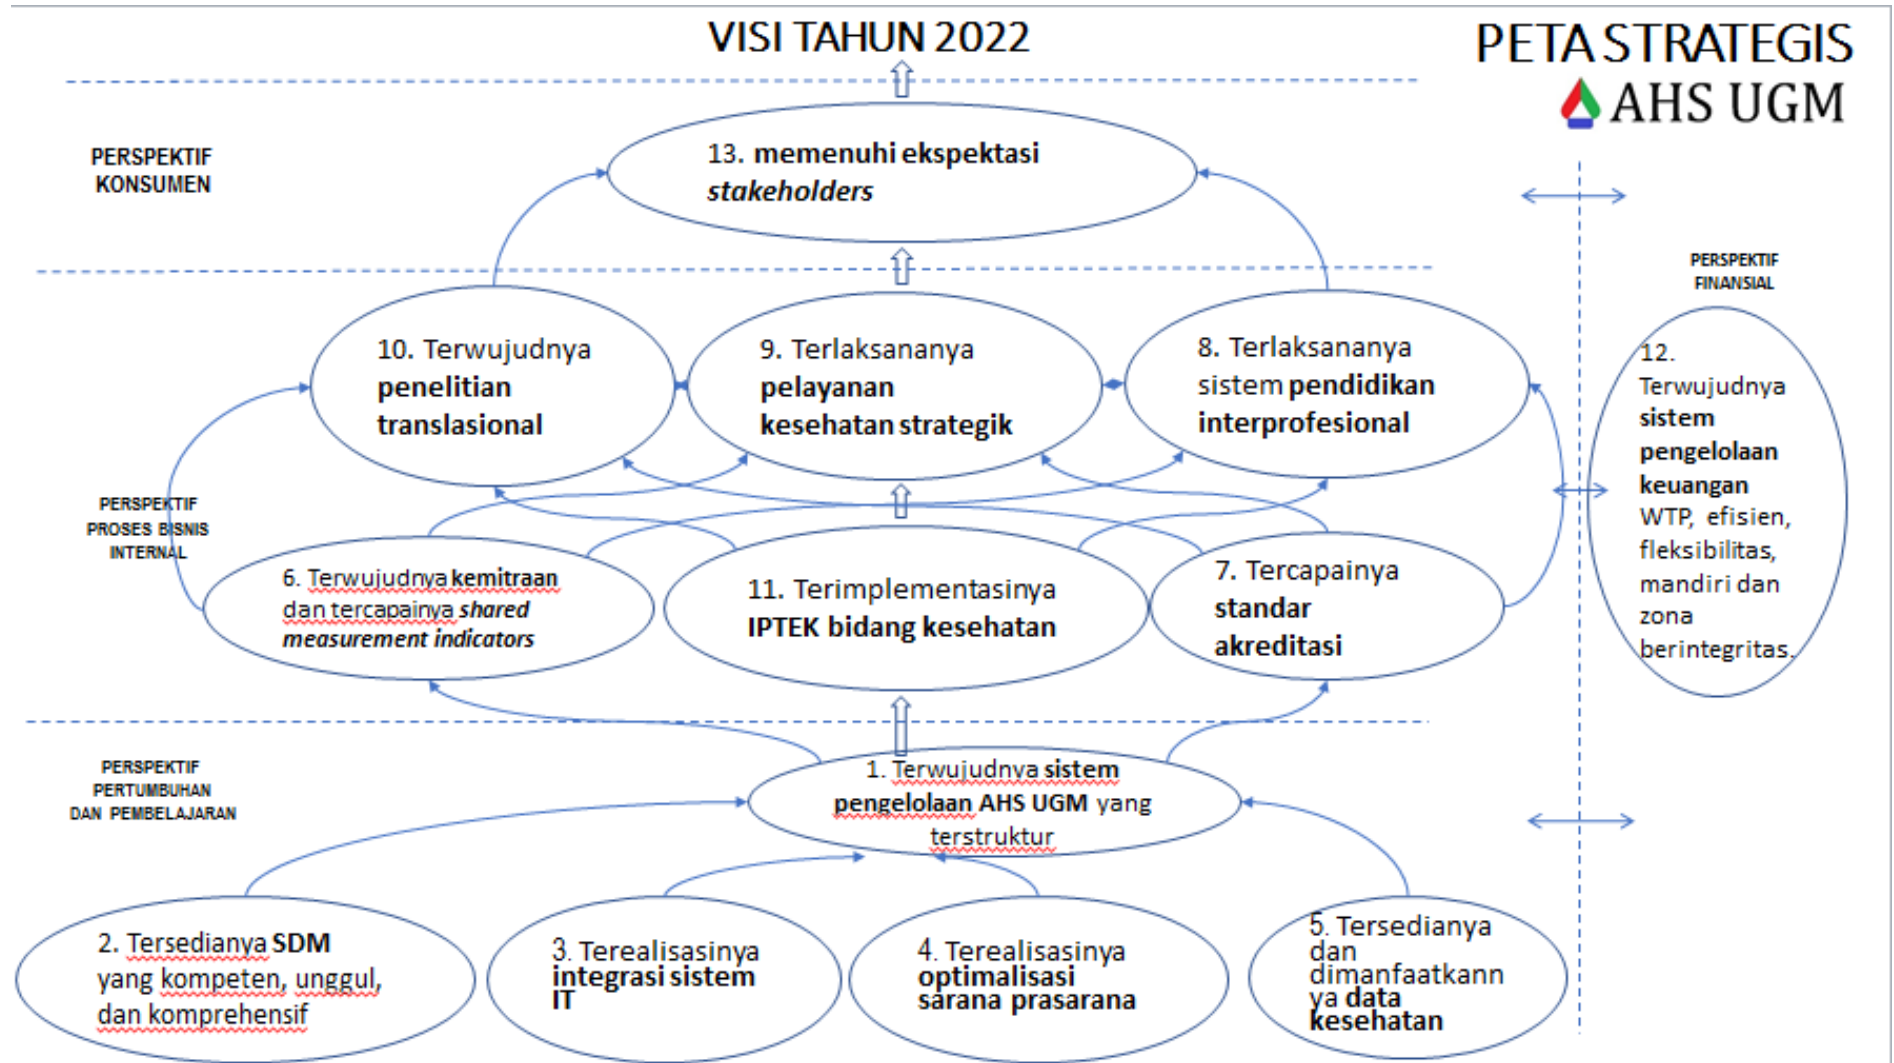 VISI TAHUN 2022
PETA STRATEGIS
AHS UGM
PERSPEKTIF
KONSUMEN
13. memenuhi ekspektasi
stakeholders
PERSPEKTIF
FINANSIAL
10. Terwujudnya
penelitian
translasional
9. Terlaksananya
pelayanan
kesehatan strategik
8. Terlaksananya
sistem pendidikan
interprofesional
12.
Terwujudnya
sistem
pengelolaan
keuangan
WTP, efisien,
fleksibilitas,
mandiri dan
zona
berintegritas.
PERSPEKTIF
PROSES BISNIS
INTERNAL
6. Terwujudnya kemitraan
dan tercapainya shared
measurement indicators
11. Terimplementasinya
IPTEK bidang kesehatan
7. Tercapainya
standar
akreditasi
PERSPEKTIF
PERTUMBUHAN
DAN PEMBELAJARAN
1. Terwujudnya sistem
pengelolaan AHS UGM yang
terstruktur
2. Tersedianya SDM
yang kompeten, unggul,
dan komprehensif
3. Terealisasinya
integrasi sistem
IT
4. Terealisasinya
optimalisasi
sarana prasarana
5. Tersedianya
dan
dimanfaatkann
ya data
kesehatan